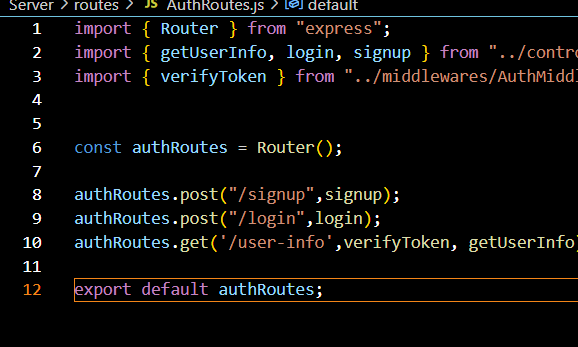 Server > routes > JS AuthRoutes.js > default
1 import { Router } from "express";
2 import { getUserInfo, login, signup } from "../contro
3 import { verifyToken } from "../middlewares/AuthMiddl
4
5
6 const authRoutes = Router();
7
8 authRoutes.post("/signup",signup);
9 authRoutes.post("/login",login);
10 authRoutes.get('/user-info',verifyToken, getUserInfo)
11
12 export default authRoutes;